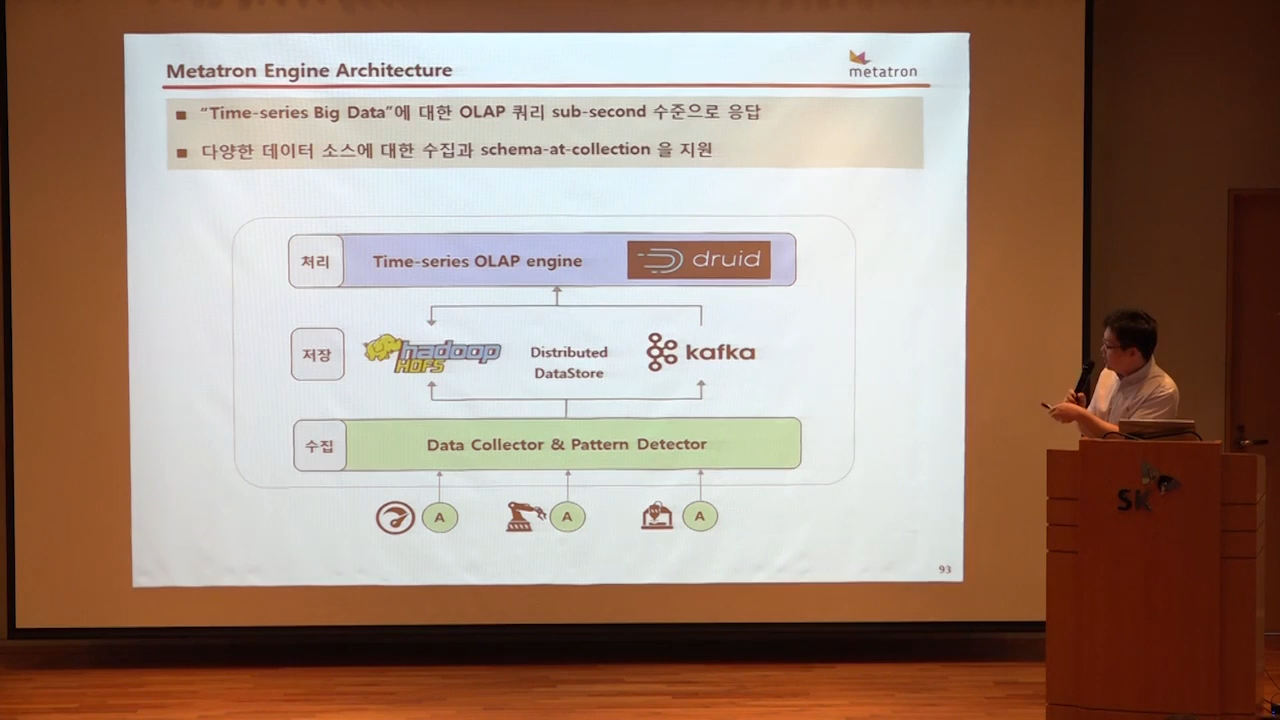 Metatron Engine Architecture
metatron
■ “Time-series Big Data”에 대한 OLAP 쿼리 sub-second 수준으로 응답
■ 다양한 데이터 소스에 대한 수집과 schema-at-collection 을 지원
처리
Time-series OLAP engine
druid
저장
hadoop
HDFS
Distributed
DataStore
kafka
수집
Data Collector & Pattern Detector
A
A
A
93
SK